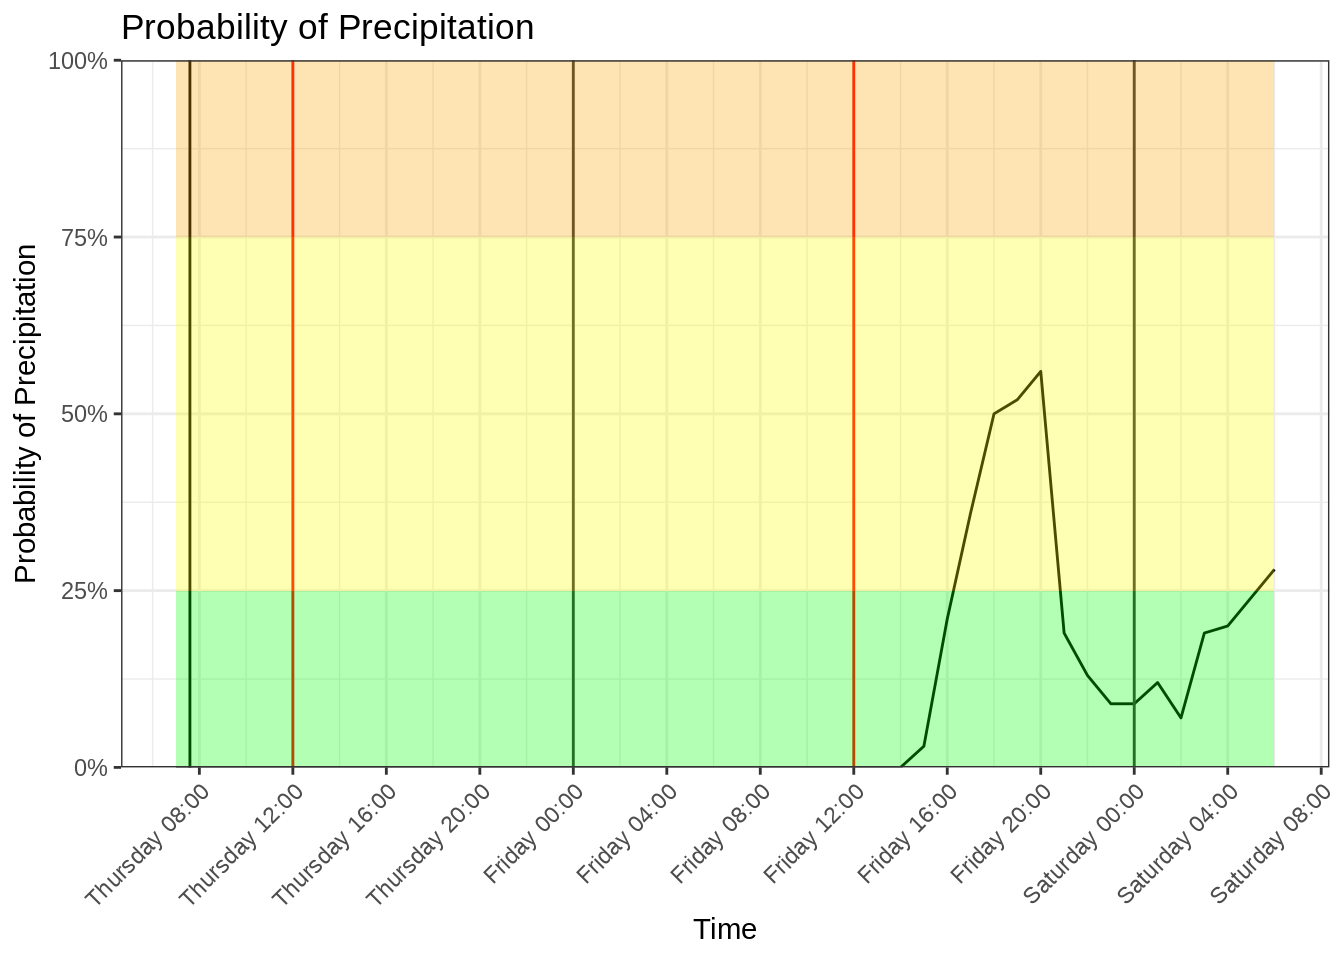 Probability of Precipitation
Probability of Precipitation
100%
75%
50%
25%
0%
Thursday 08:00
Thursday 12:00
Thursday 16:00
Thursday 20:00
Friday 00:00
Friday 04:00
Friday 08:00
Friday 12:00
Friday 16:00
Friday 20:00
Saturday 00:00
Saturday 04:00
Saturday 08:00
Time